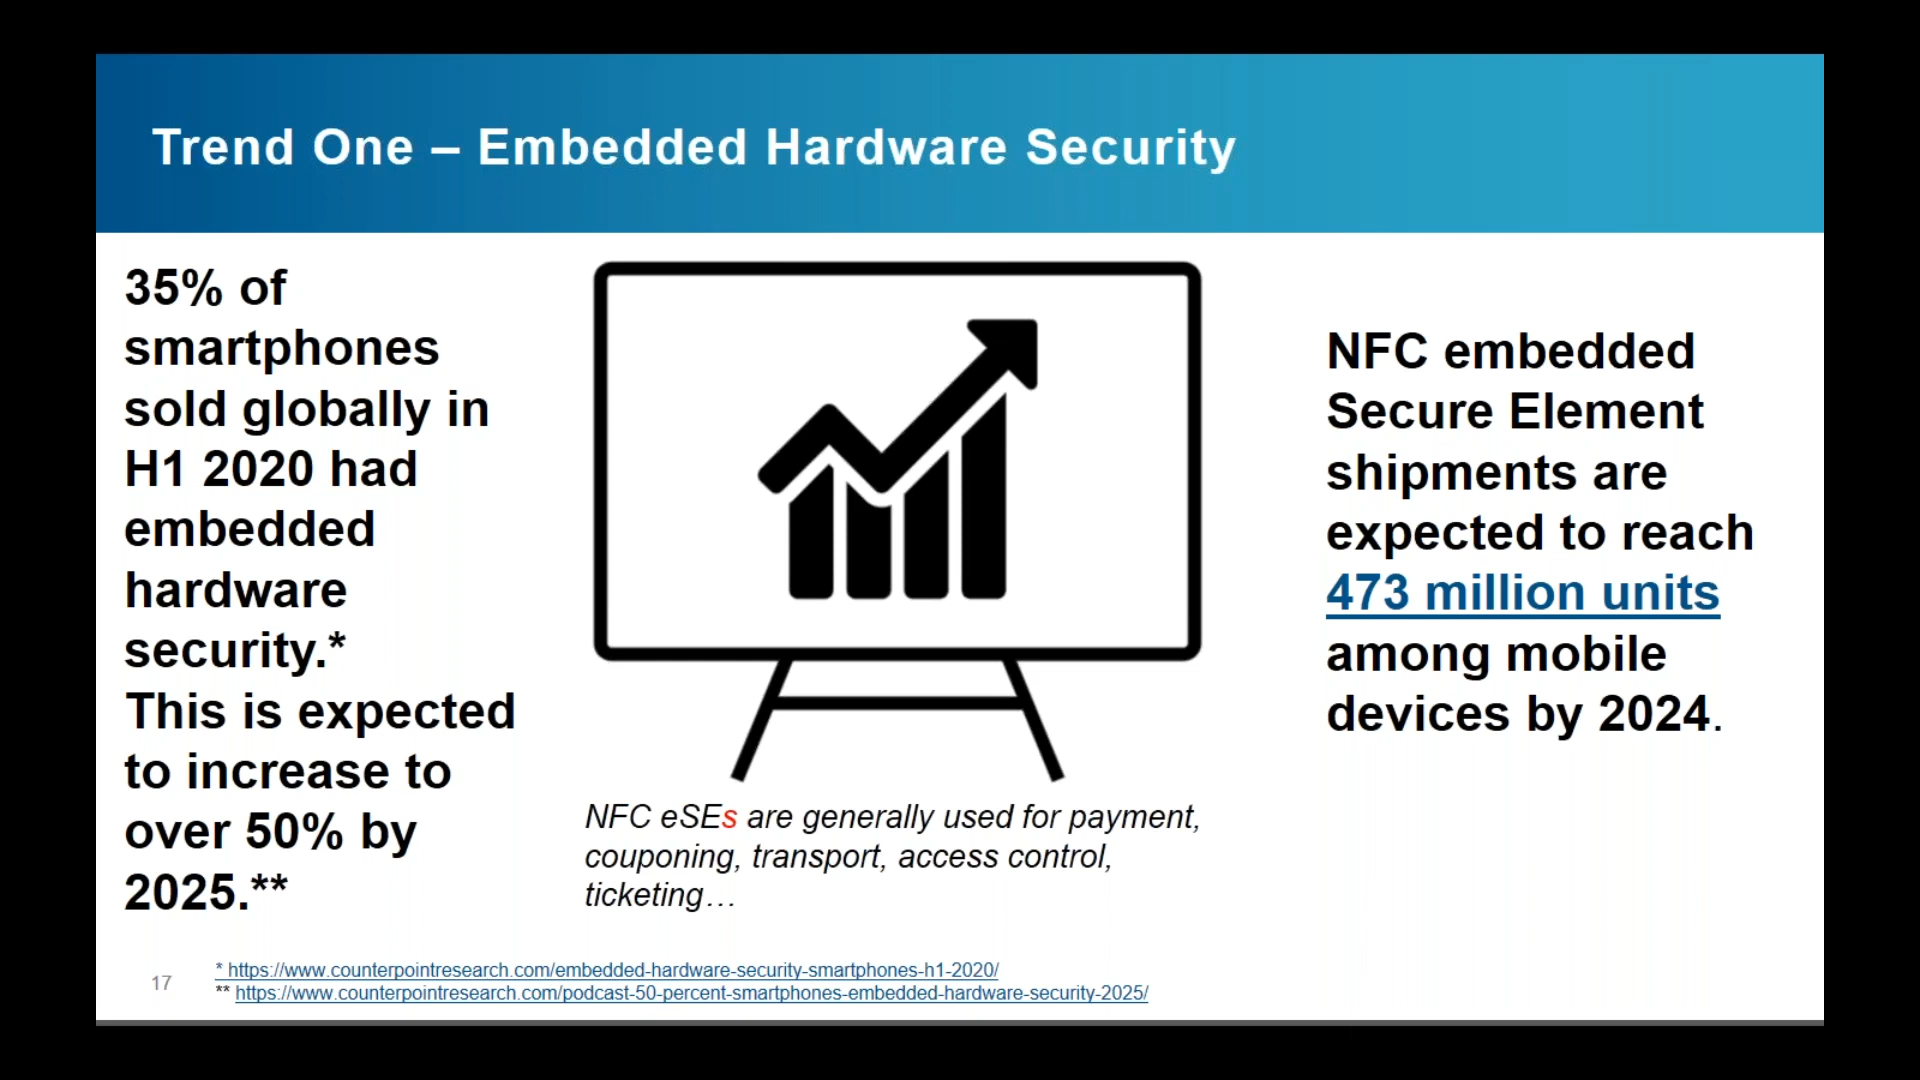 Trend One – Embedded Hardware Security
35% of
smartphones
sold globally in
H1 2020 had
embedded
hardware
security.*
This is expected
to increase to
over 50% by
2025.**
NFC eSEs are generally used for payment,
couponing, transport, access control,
ticketing…
NFC embedded
Secure Element
shipments are
expected to reach
473 million units
among mobile
devices by 2024.
17
* https://www.counterpointresearch.com/embedded-hardware-security-smartphones-h1-2020/
** https://www.counterpointresearch.com/podcast-50-percent-smartphones-embedded-hardware-security-2025/